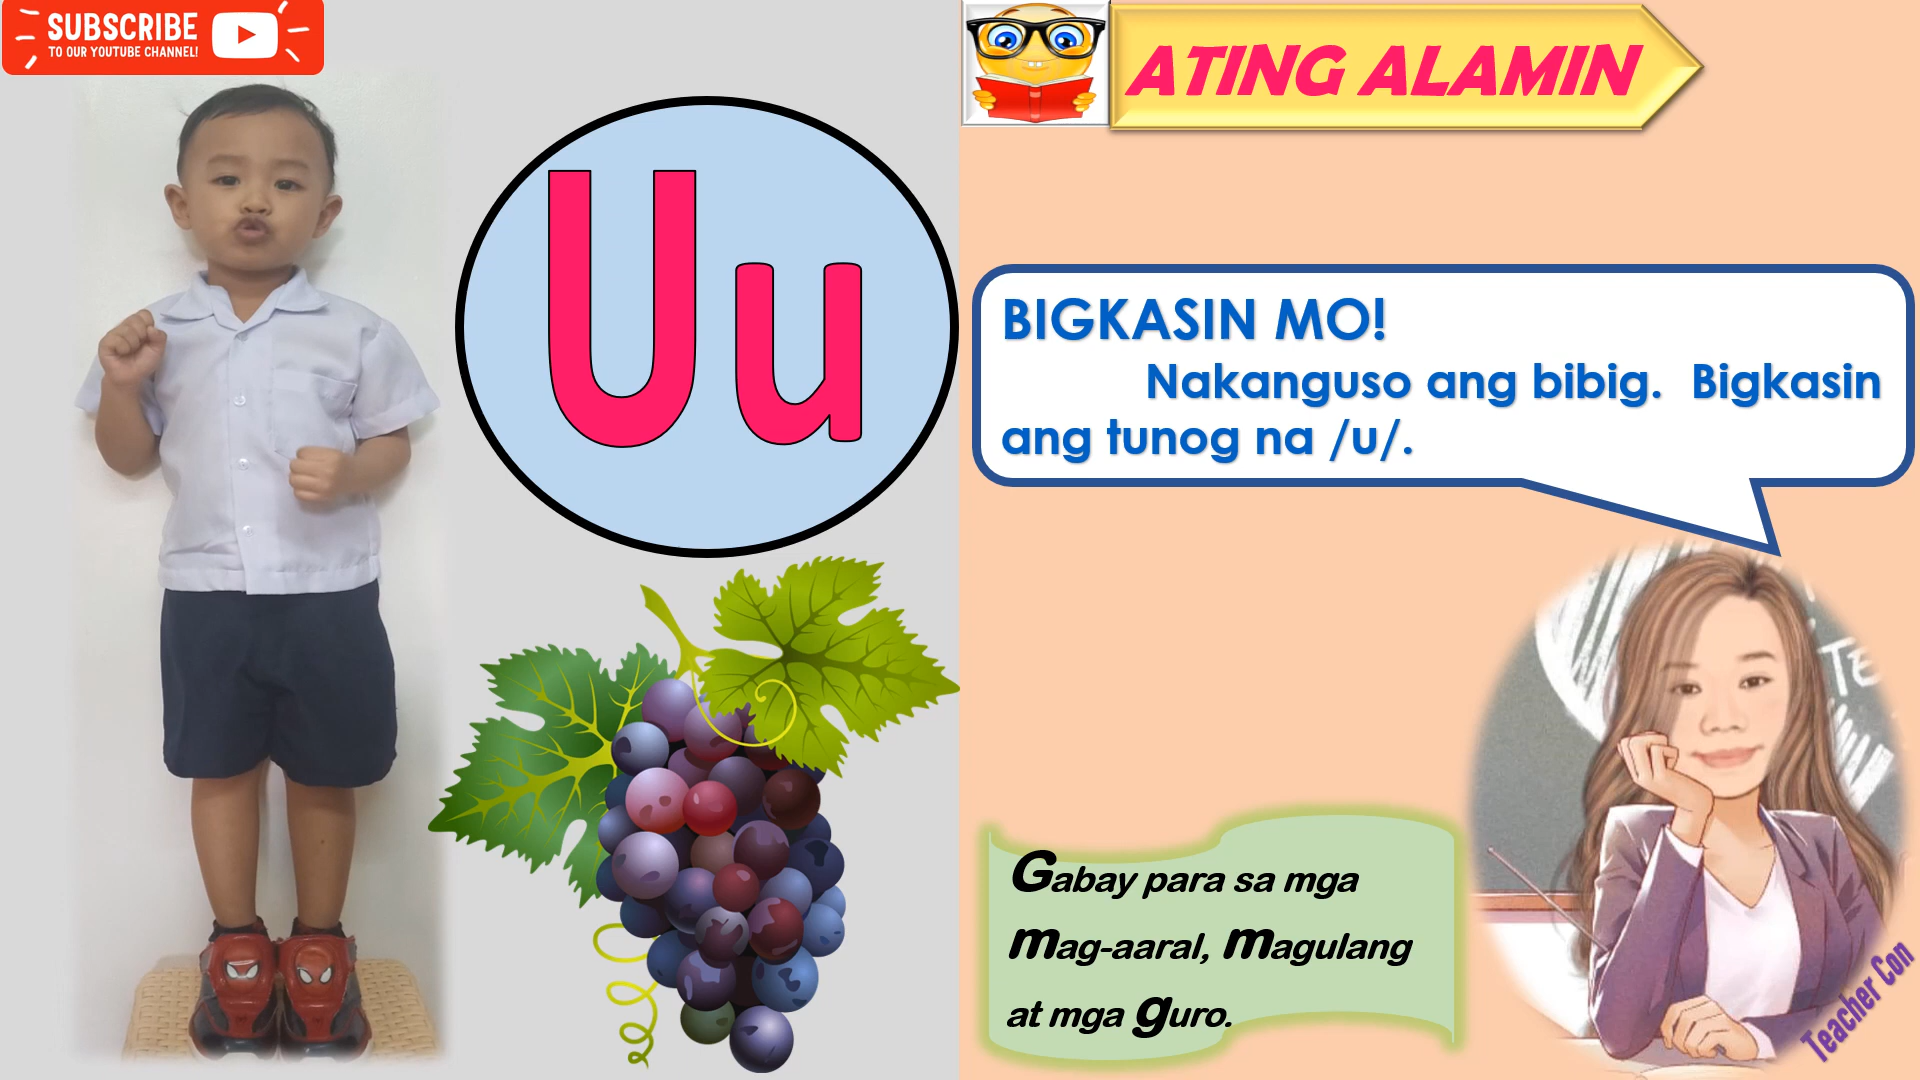 SUBSCRIBE
TO OUR YOUTUBE CHANNEL!
Uu
ATING ALAMIN
BIGKASIN MO!
Nakanguso ang bibig. Bigkasin
ang tunog na /u/.
Gabay para sa mga
mag-aaral, magulang
at mga guro.
TE
Teacher Con